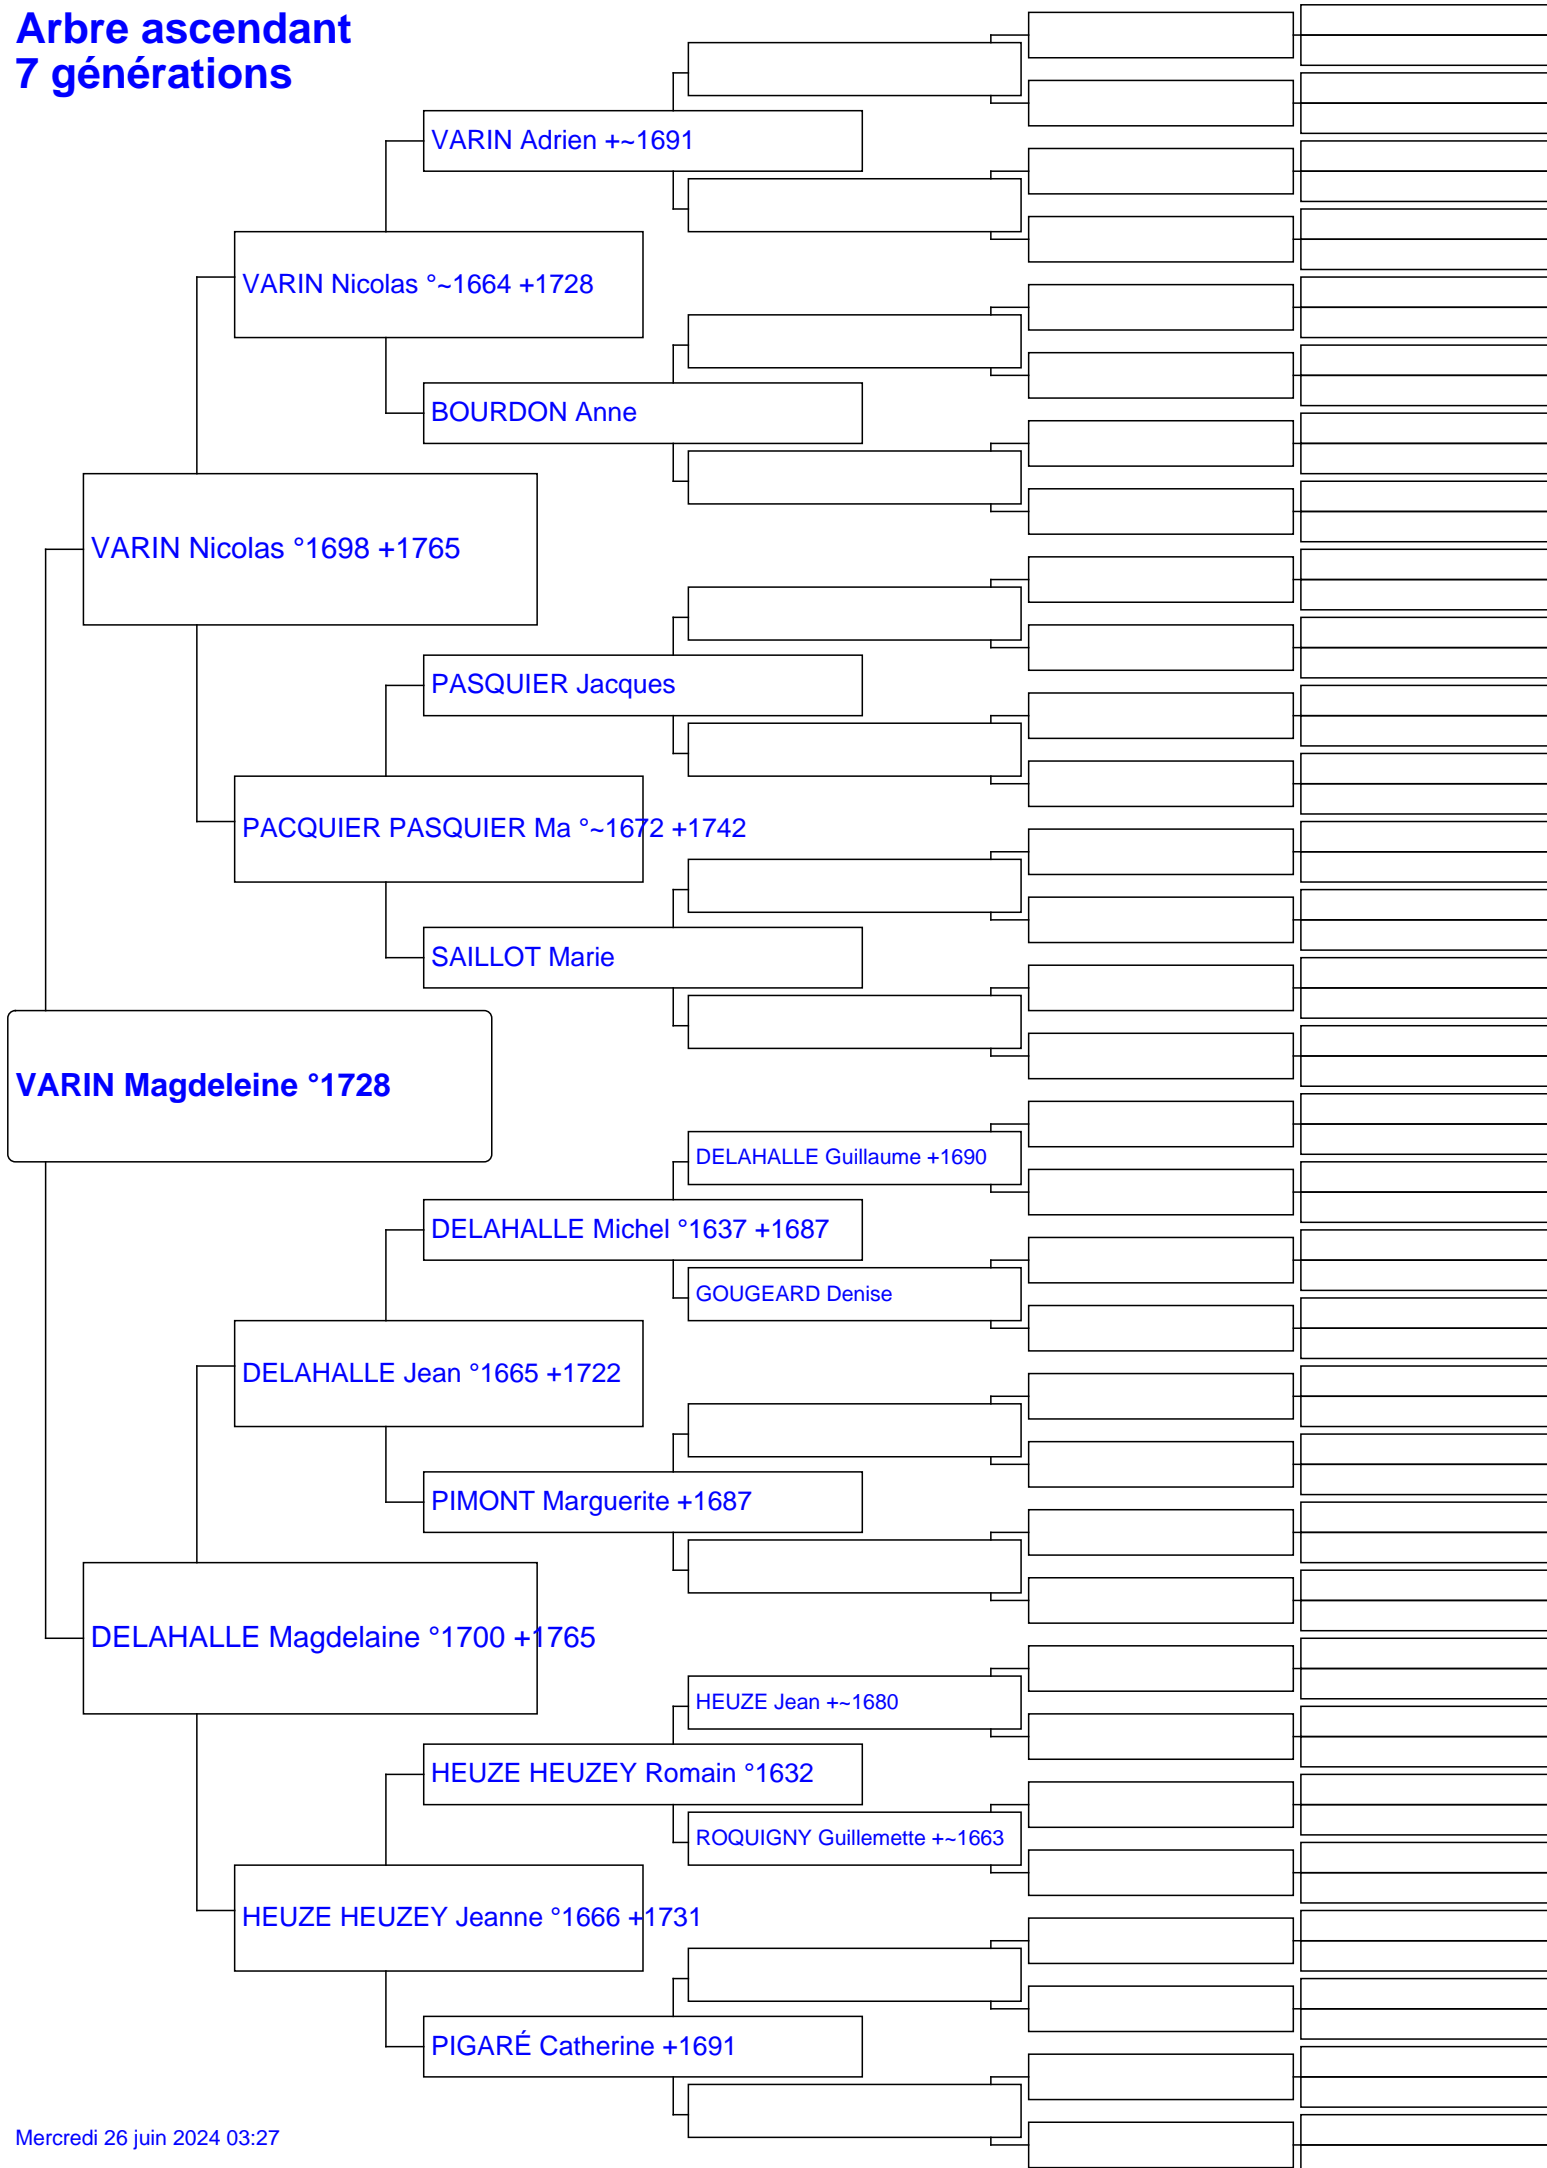 Arbre ascendant
7 générations
VARIN Adrien +~1691
VARIN Nicolas °~1664 +1728
BOURDON Anne
VARIN Nicolas °1698 +1765
PASQUIER Jacques
PACQUIER PASQUIER Ma °~1672 +1742
SAILLOT Marie
VARIN Magdeleine °1728
DELAHALLE Guillaume +1690
DELAHALLE Michel °1637 +1687
GOUGEARD Denise
DELAHALLE Jean °1665 +1722
PIMONT Marguerite +1687
DELAHALLE Magdelaine °1700 +1765
HEUZE Jean +~1680
HEUZE HEUZEY Romain °1632
ROQUIGNY Guillemette +~1663
HEUZE HEUZEY Jeanne °1666 +1731
PIGARÉ Catherine +1691
Mercredi 26 juin 2024 03:27